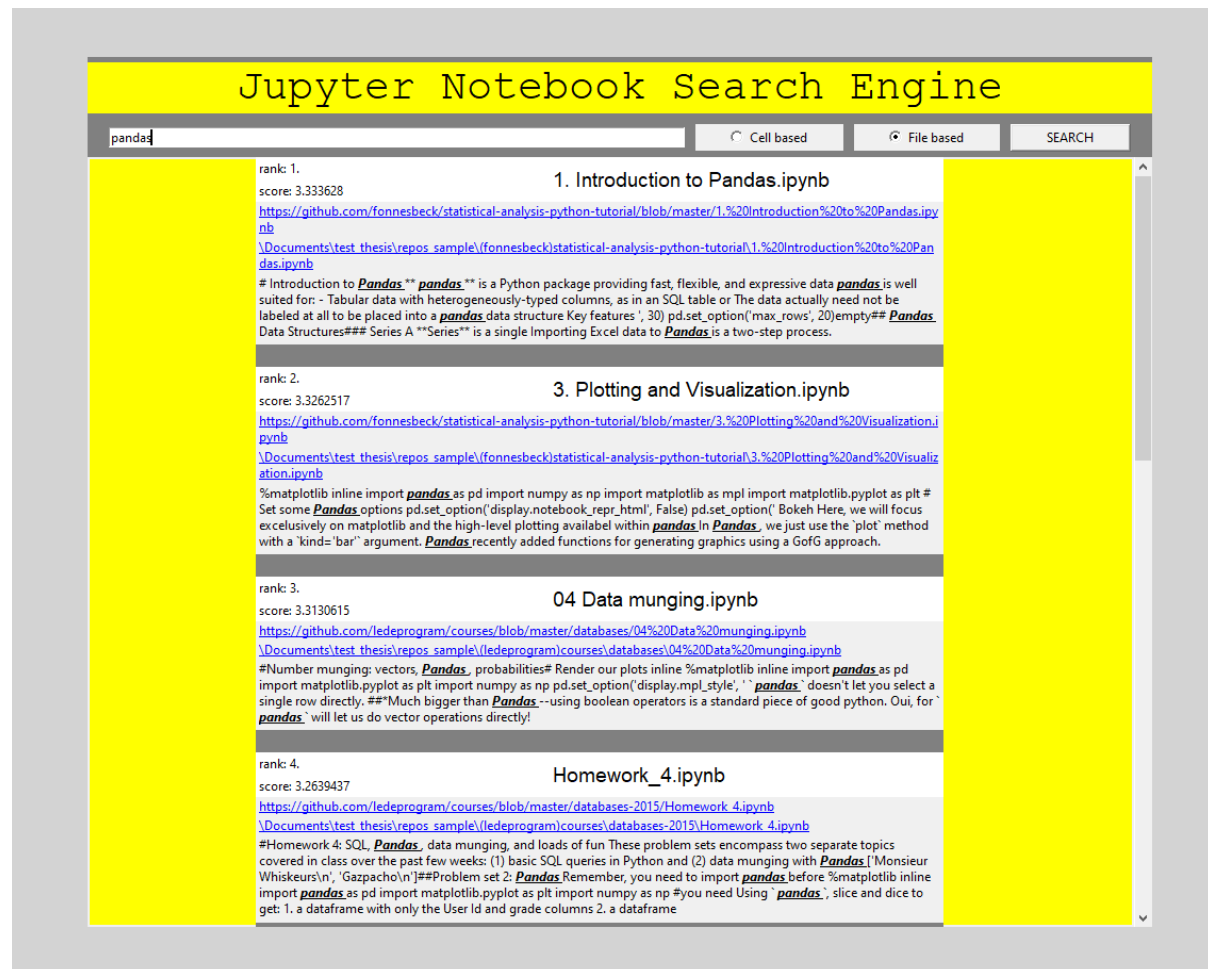 Jupyter Notebook Search Engine
pandas
Cell based
File based
SEARCH
rank: 1.
score: 3.333628
1. Introduction to Pandas.ipynb
https://github.com/fonnesbeck/statistical-analysis-python-tutorial/blob/master/1.%20Introduction%20to%20Pandas.ipy
nb
\Documents\test_thesis\repos_sample\(fonnesbeck)statistical-analysis-python-tutorial\1.%20Introduction%20to%20Pan
das.ipynb
# Introduction to Pandas ** pandas ** is a Python package providing fast, flexible, and expressive data pandas is well
suited for: - Tabular data with heterogeneously-typed columns, as in an SQL table or The data actually need not be
labeled at all to be placed into a pandas data structure Key features ', 30) pd.set_option('max_rows', 20)empty## Pandas
Data Structures### Series A **Series** is a single Importing Excel data to Pandas is a two-step process.
rank: 2.
score: 3.3262517
3. Plotting and Visualization.ipynb
https://github.com/fonnesbeck/statistical-analysis-python-tutorial/blob/master/3.%20Plotting%20and%20Visualization.i
pynb
\Documents\test_thesis\repos_sample\(fonnesbeck)statistical-analysis-python-tutorial\3.%20Plotting%20and%20Visualiz
ation.ipynb
%matplotlib inline import pandas as pd import numpy as np import matplotlib as mpl import matplotlib.pyplot as plt #
Set some Pandas options pd.set_option('display.notebook_repr_html', False) pd.set_option(' Bokeh Here, we will focus
excelusively on matplotlib and the high-level plotting availabel within pandas In Pandas , we just use the `plot` method
with a `kind='bar'` argument. Pandas recently added functions for generating graphics using a GofG approach.
rank: 3.
score: 3.3130615
04 Data munging.ipynb
https://github.com/ledeprogram/courses/blob/master/databases/04%20Data%20munging.ipynb
\Documents\test_thesis\repos_sample\(ledeprogram)courses\databases\04%20Data%20munging.ipynb
#Number munging: vectors, Pandas , probabilities# Render our plots inline %matplotlib inline import pandas as pd
import matplotlib.pyplot as plt import numpy as np pd.set_option('display.mpl_style', ' ` pandas ` doesn't let you select a
single row directly. ##*Much bigger than Pandas --using boolean operators is a standard piece of good python. Oui, for `
pandas ` will let us do vector operations directly!
rank: 4.
score: 3.2639437
Homework_4.ipynb
https://github.com/ledeprogram/courses/blob/master/databases-2015/Homework_4.ipynb
\Documents\test_thesis\repos_sample\(ledeprogram)courses\databases-2015\Homework_4.ipynb
#Homework 4: SQL, Pandas , data munging, and loads of fun These problem sets encompass two separate topics
covered in class over the past few weeks: (1) basic SQL queries in Python and (2) data munging with Pandas ['Monsieur
Whiskeurs\n', 'Gazpacho\n']##Problem set 2: Pandas Remember, you need to import pandas before %matplotlib inline
import pandas as pd import matplotlib.pyplot as plt import numpy as np #you need Using ` pandas `, slice and dice to
get: 1. a dataframe with only the User Id and grade columns 2. a dataframe